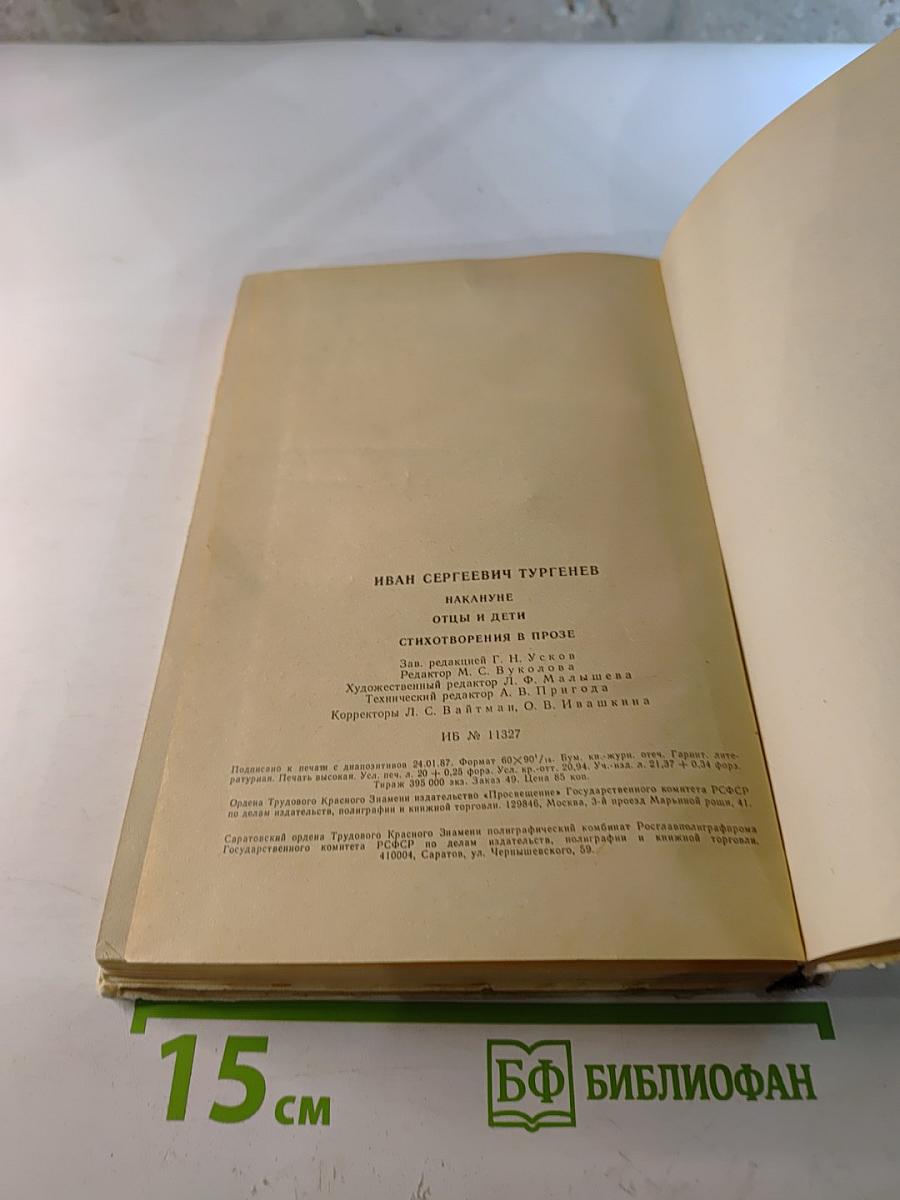 ИВАН СЕРГЕЕВИЧ ТУРГЕНЕВ
НАКАНУНЕ
ОТЦЫ И ДЕТИ
СТИХОТВОРЕНИЯ В ПРОЗЕ
Зав. редакцией Г. Н. Усков
Редактор М. С. Вуколова
Художественный редактор Л. Ф. Малышева
Технический редактор А. В. Пригода
Корректоры Л. С. Вайтман, О. В. Ивашкина
ИБ № 11327
Подписано к печати с диапозитивов 24.01.87. Формат 60×90¹/₁₆. Бум. кн.-журн. отеч. Гарнит. лите-
ратурная. Печать высокая. Усл. печ. л. 20 + 0,25 форз. Усл. кр.-отт. 20,94. Уч.-изд. л. 21,37 + 0,34 форз.
Тираж 395 000 экз. Заказ 49. Цена 85 коп.
Ордена Трудового Красного Знамени издательство «Просвещение» Государственного комитета РСФСР
по делам издательств, полиграфии и книжной торговли. 129846, Москва, 3-й проезд Марьиной рощи, 41.
Саратовский ордена Трудового Красного Знамени полиграфический комбинат Росглавполиграфпрома
Государственного комитета РСФСР по делам издательств, полиграфии и книжной торговли.
410004, Саратов, ул. Чернышевского, 59.
15 см
БФ БИБЛИОФАН